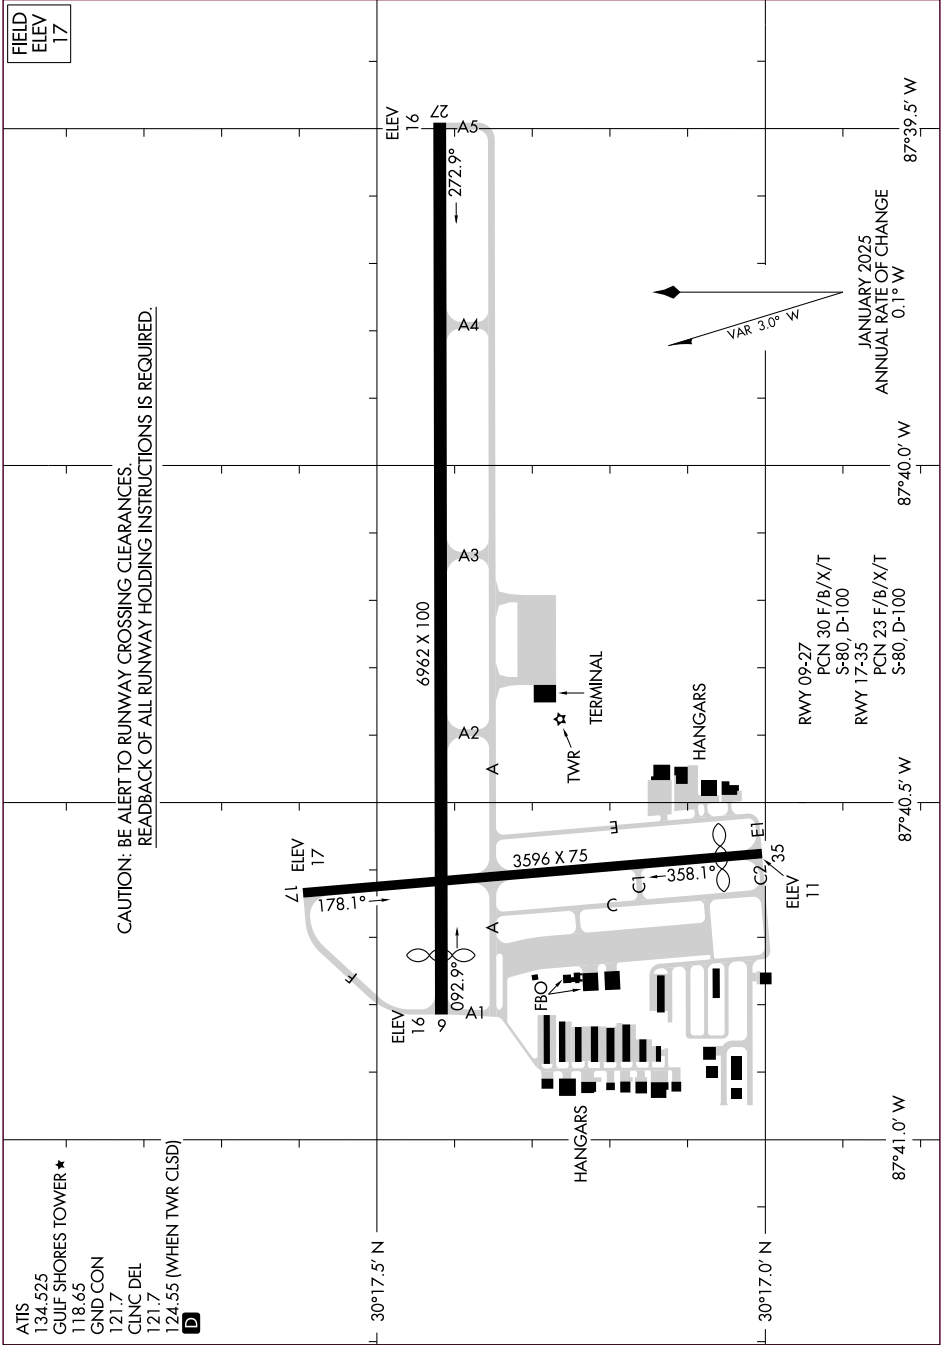 ATIS
134.525
GULF SHORES TOWER ★
118.65
GND CON
121.7
CLNC DEL
121.7
124.55 (WHEN TWR CLSD)
D
FIELD
ELEV
17
CAUTION: BE ALERT TO RUNWAY CROSSING CLEARANCES.
READBACK OF ALL RUNWAY HOLDING INSTRUCTIONS IS REQUIRED.
30°17.5' N
30°17.0' N
87°41.0' W
87°40.5' W
87°40.0' W
87°39.5' W
ELEV
17
17
178.1°
F
ELEV
16
9
092.9°
A1
A
A
A2
A3
A4
A5
6962 X 100
ELEV
16
27
272.9°
3596 X 75
E
E1
C
C1
C2
358.1°
35
ELEV
11
FBO
TWR
TERMINAL
HANGARS
HANGARS
RWY 09-27
PCN 30 F/B/X/T
S-80, D-100
RWY 17-35
PCN 23 F/B/X/T
S-80, D-100
VAR 3.0° W
JANUARY 2025
ANNUAL RATE OF CHANGE
0.1° W